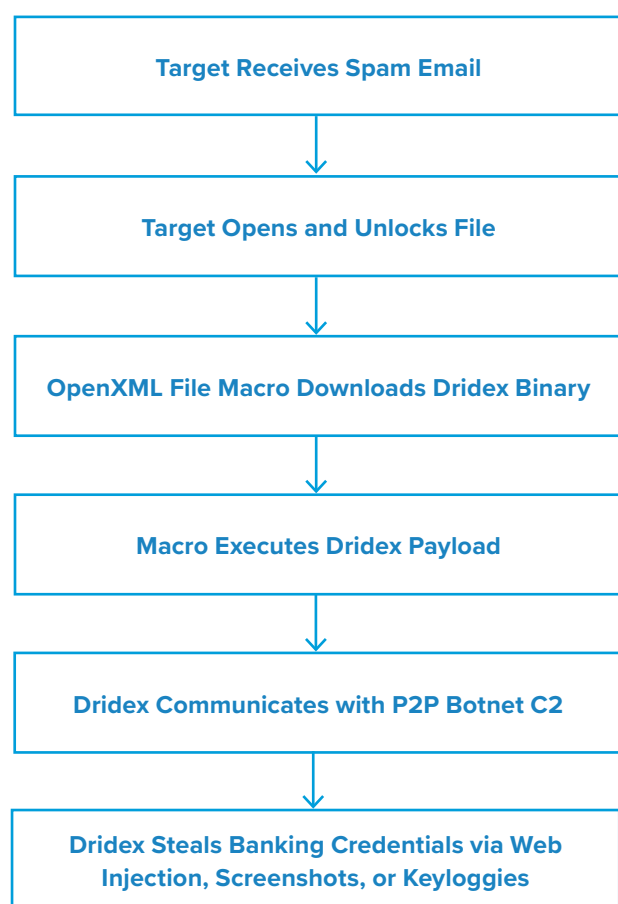 Target Receives Spam Email
Target Opens and Unlocks File
OpenXML File Macro Downloads Dridex Binary
Macro Executes Dridex Payload
Dridex Communicates with P2P Botnet C2
Dridex Steals Banking Credentials via Web
Injection, Screenshots, or Keyloggies